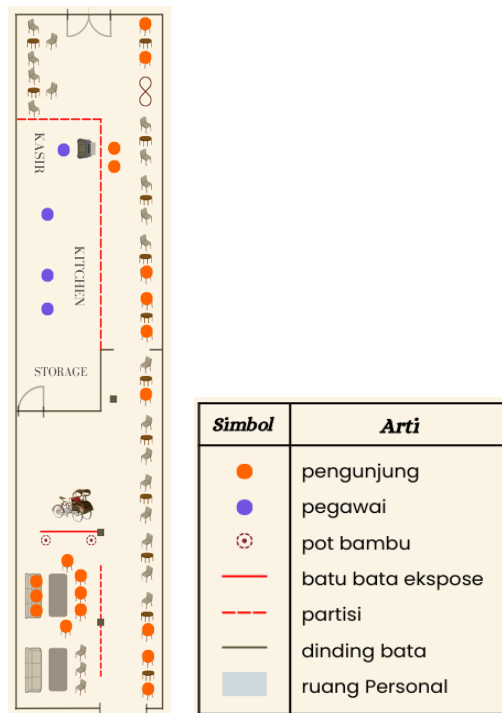 KASIR
KITCHEN
STORAGE
Simbol Arti
pengunjung
pegawai
pot bambu
batu bata ekspose
partisi
dinding bata
ruang Personal